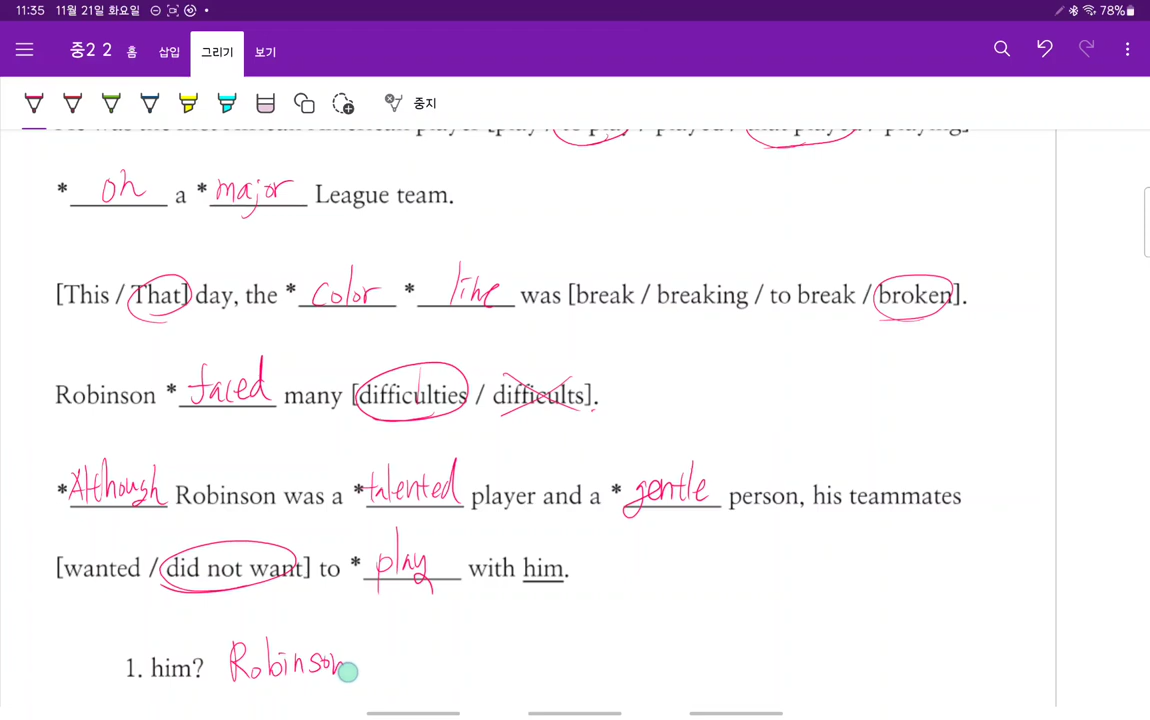 11:35 11월 21일 화요일 78%
중2 2 홈 삽입 그리기 보기
중지
* on a * major League team.
[This / That] day, the * color * line was [break / breaking / to break / broken].
Robinson * faced many [difficulties / difficults].
*Although Robinson was a *talented player and a * gentle person, his teammates
[wanted / did not want] to * play with him.
1. him? Robinson